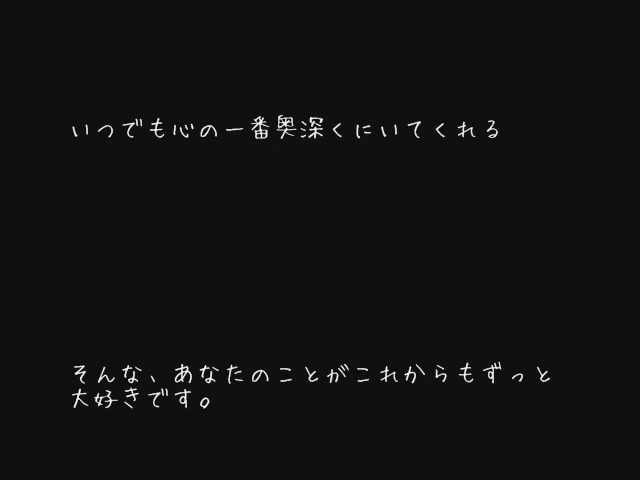 いつでも心の一番奥深くにいてくれる
そんな、あなたのことがこれからもずっと
大好きです。